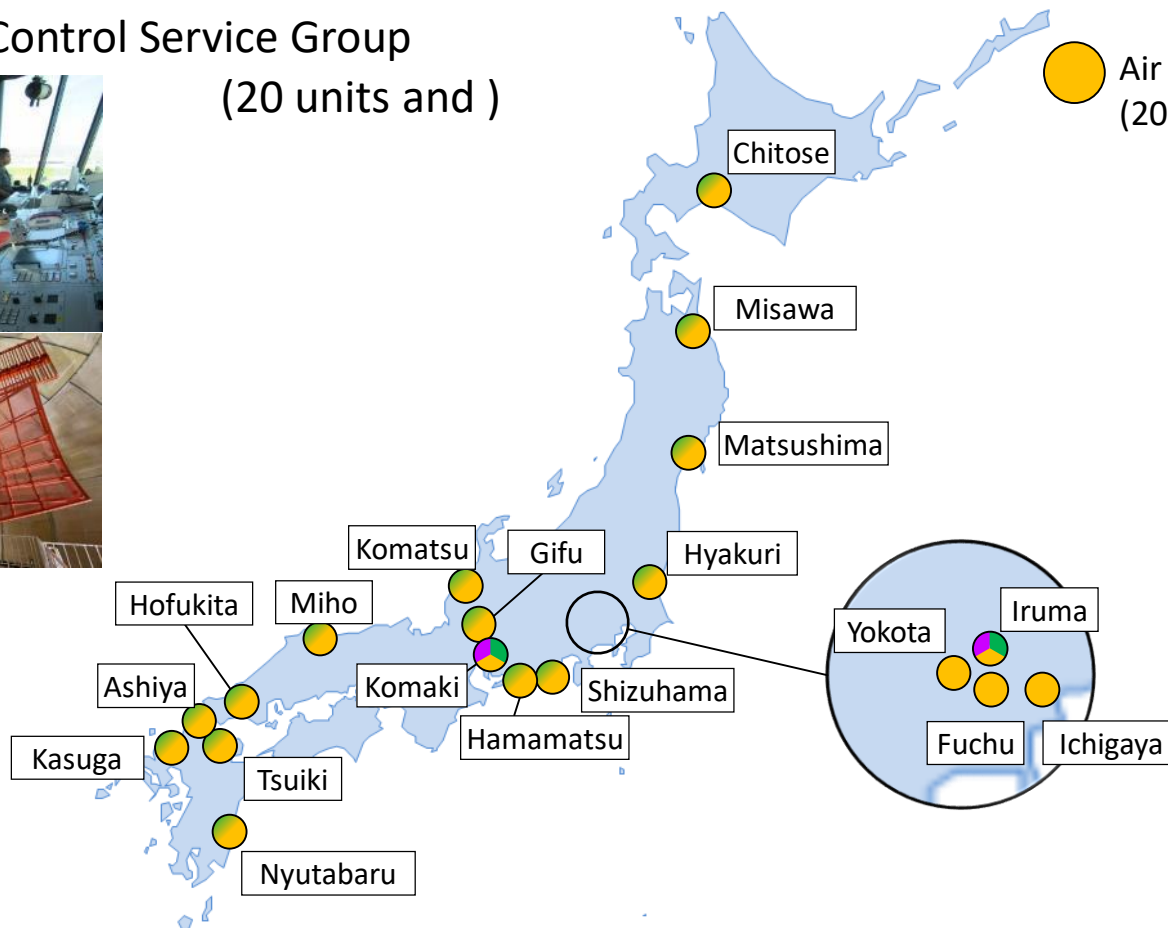 Control Service Group
(20 units and )
Air
(20
Chitose
Misawa
Matsushima
Komatsu
Gifu
Hyakuri
Hofukita
Miho
Iruma
Yokota
Ashiya
Komaki
Shizuhama
Hamamatsu
Fuchu
Ichigaya
Kasuga
Tsuiki
Nyutabaru